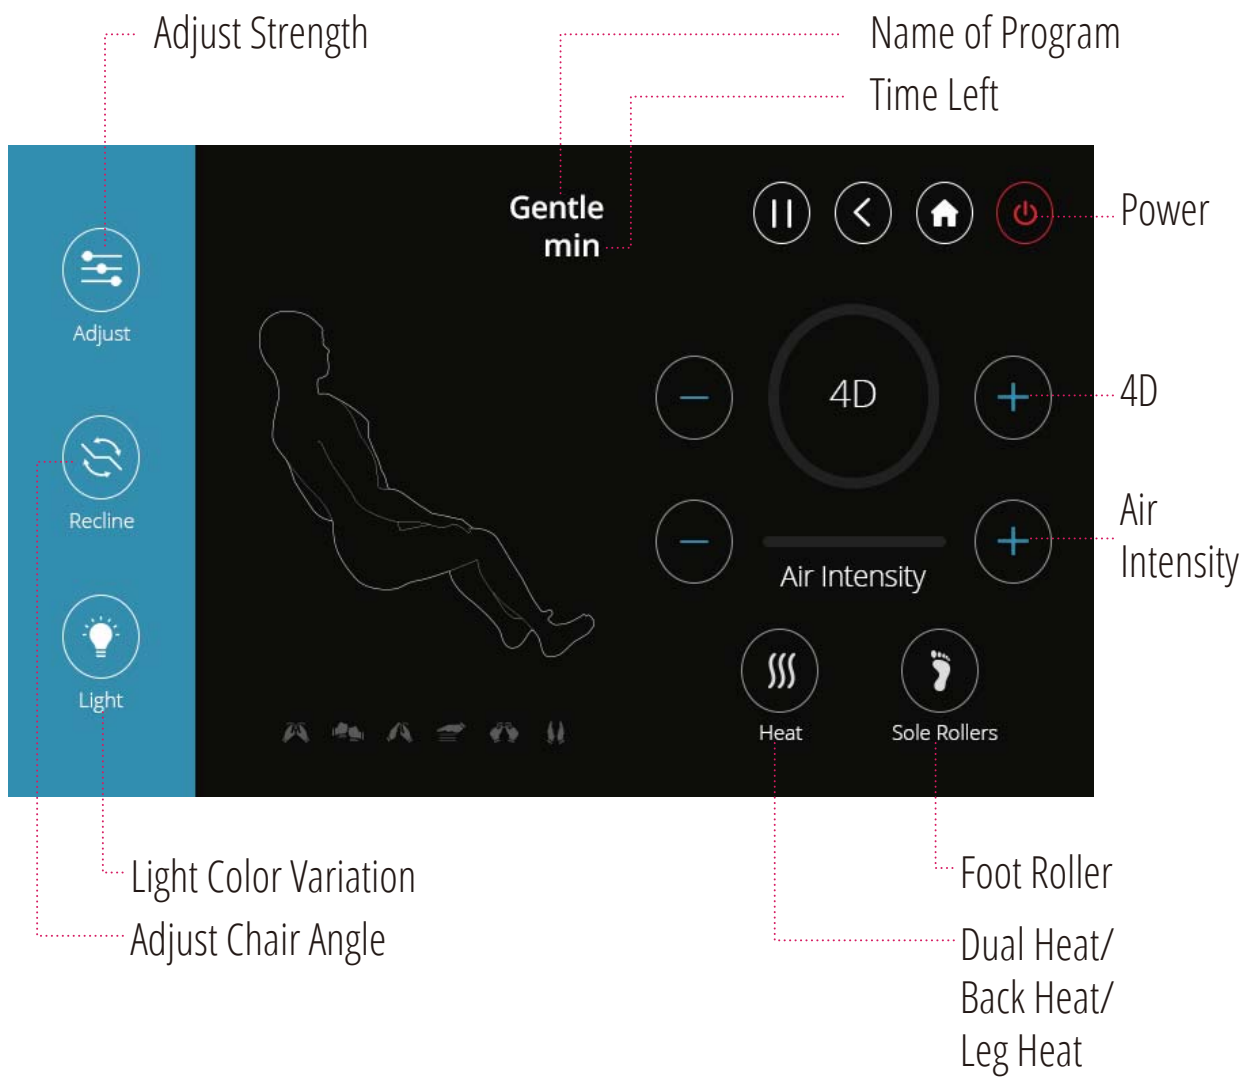 Adjust Strength
Name of Program
Time Left
Gentle
min
Power
Adjust
4D
4D
Recline
Air
Intensity
Air Intensity
Light
Heat
Sole Rollers
Light Color Variation
Adjust Chair Angle
Foot Roller
Dual Heat/
Back Heat/
Leg Heat